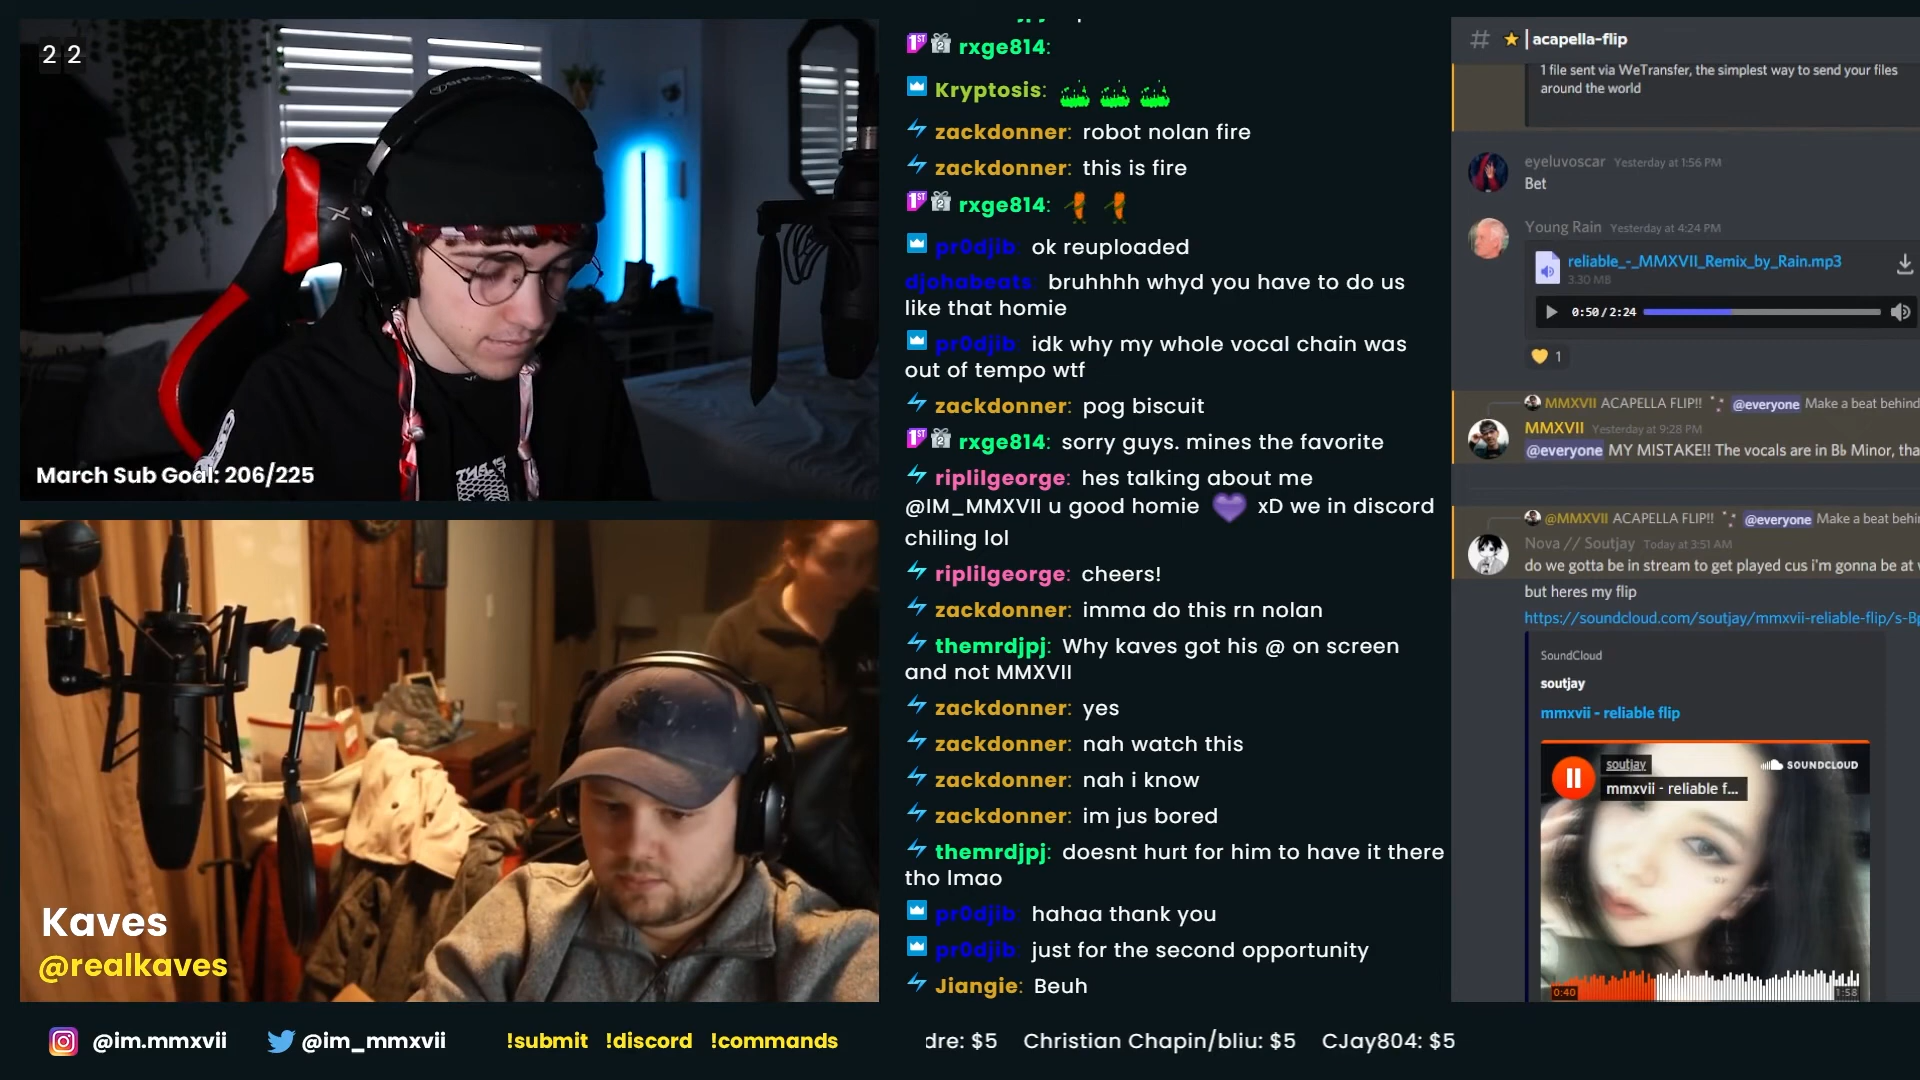 22
March Sub Goal: 206/225
Kaves
@realkaves
@im.mmxvii @im_mmxvii !submit !discord !commands
rxge814:
Kryptosis:
zackdonner: robot nolan fire
zackdonner: this is fire
rxge814:
pr0djib: ok reuploaded
djohabeats: bruhhhh whyd you have to do us
like that homie
pr0djib: idk why my whole vocal chain was
out of tempo wtf
zackdonner: pog biscuit
rxge814: sorry guys. mines the favorite
riplilgeorge: hes talking about me
@IM_MMXVII u good homie xD we in discord
chiling lol
riplilgeorge: cheers!
zackdonner: imma do this rn nolan
themrdjpj: Why kaves got his @ on screen
and not MMXVII
zackdonner: yes
zackdonner: nah watch this
zackdonner: nah i know
zackdonner: im jus bored
themrdjpj: doesnt hurt for him to have it there
tho lmao
pr0djib: hahaa thank you
pr0djib: just for the second opportunity
Jiangie: Beuh
dre: $5 Christian Chapin/bliu: $5 CJay804: $5
# | acapella-flip
1 file sent via WeTransfer, the simplest way to send your files
around the world
eyeluvoscar Yesterday at 1:56 PM
Bet
Young Rain Yesterday at 4:24 PM
reliable_-_MMXVII_Remix_by_Rain.mp3
3.30 MB
0:50 / 2:24
1
MMXVII ACAPELLA FLIP!! @everyone Make a beat behind
MMXVII Yesterday at 9:28 PM
@everyone MY MISTAKE!! The vocals are in B♭ Minor, tha
@MMXVII ACAPELLA FLIP!! @everyone Make a beat behin
Nova // Soutjay Today at 3:51 AM
do we gotta be in stream to get played cus i'm gonna be at w
but heres my flip
https://soundcloud.com/soutjay/mmxvii-reliable-flip/s-Bp
SoundCloud
soutjay
mmxvii - reliable flip
soutjay SOUNDCLOUD
mmxvii - reliable f...
0:40 1:58